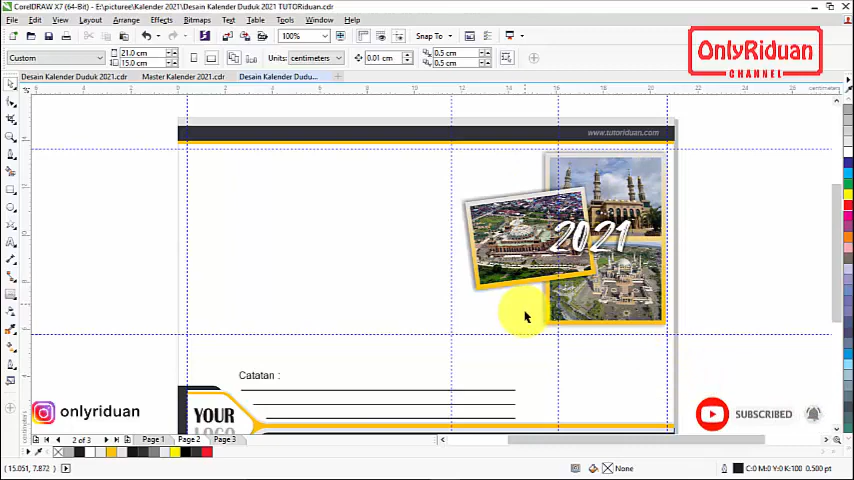 CorelDRAW X7 (64-Bit) - E:\picturee\Kalender 2021\Desain Kalender Duduk 2021 TUTORriduan.cdr
File Edit View Layout Arrange Effects Bitmaps Text Table Tools Window Help
100%
Snap To
Custom
21.0 cm
15.0 cm
Units: centimeters
0.01 cm
0.5 cm
0.5 cm
OnlyRiduan
CHANNEL
Desain Kalender Duduk 2021.cdr
Master Kalender 2021.cdr
Desain Kalender Dudu...
centimeters
www.tutoriduan.com
2021
Catatan :
YOUR
LOGO
onlyriduan
SUBSCRIBED
2 of 3
Page 1
Page 2
Page 3
(15.051, 7.872)
None
C:0 M:0 Y:0 K:100 0.500 pt